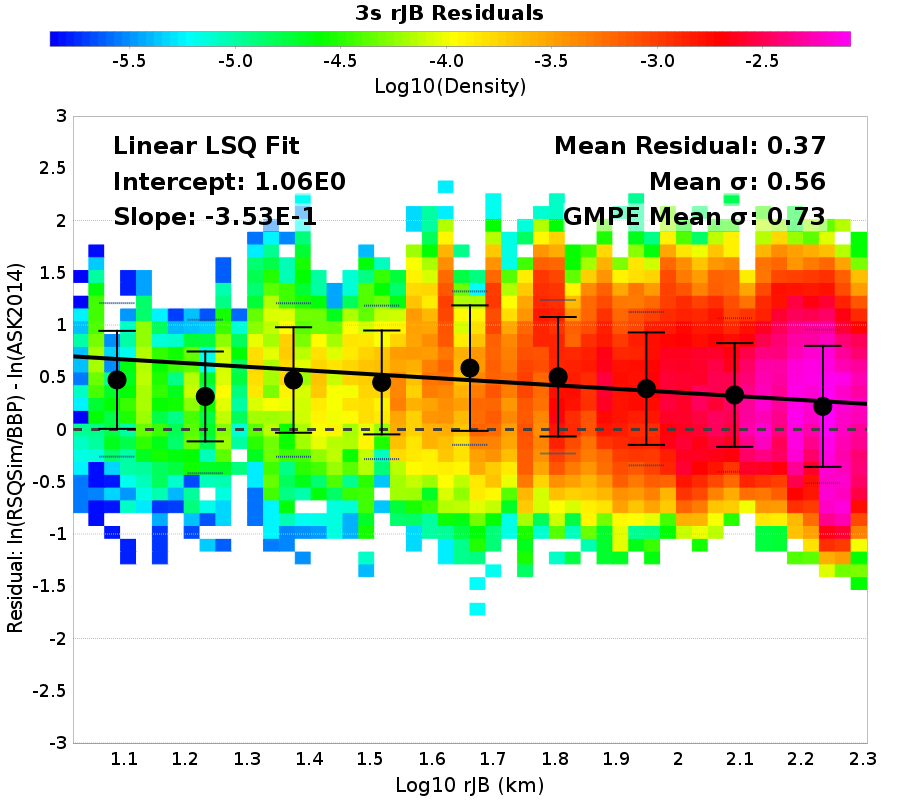 3s rJB Residuals
-5.5 -5.0 -4.5 -4.0 -3.5 -3.0 -2.5
Log10(Density)
Linear LSQ Fit
Intercept: 1.06E0
Slope: -3.53E-1
Mean Residual: 0.37
Mean σ: 0.56
GMPE Mean σ: 0.73
Residual: ln(RSQSim/BBP) - ln(ASK2014)
3
2.5
2
1.5
1
0.5
0
-0.5
-1
-1.5
-2
-2.5
-3
1.1 1.2 1.3 1.4 1.5 1.6 1.7 1.8 1.9 2 2.1 2.2 2.3
Log10 rJB (km)